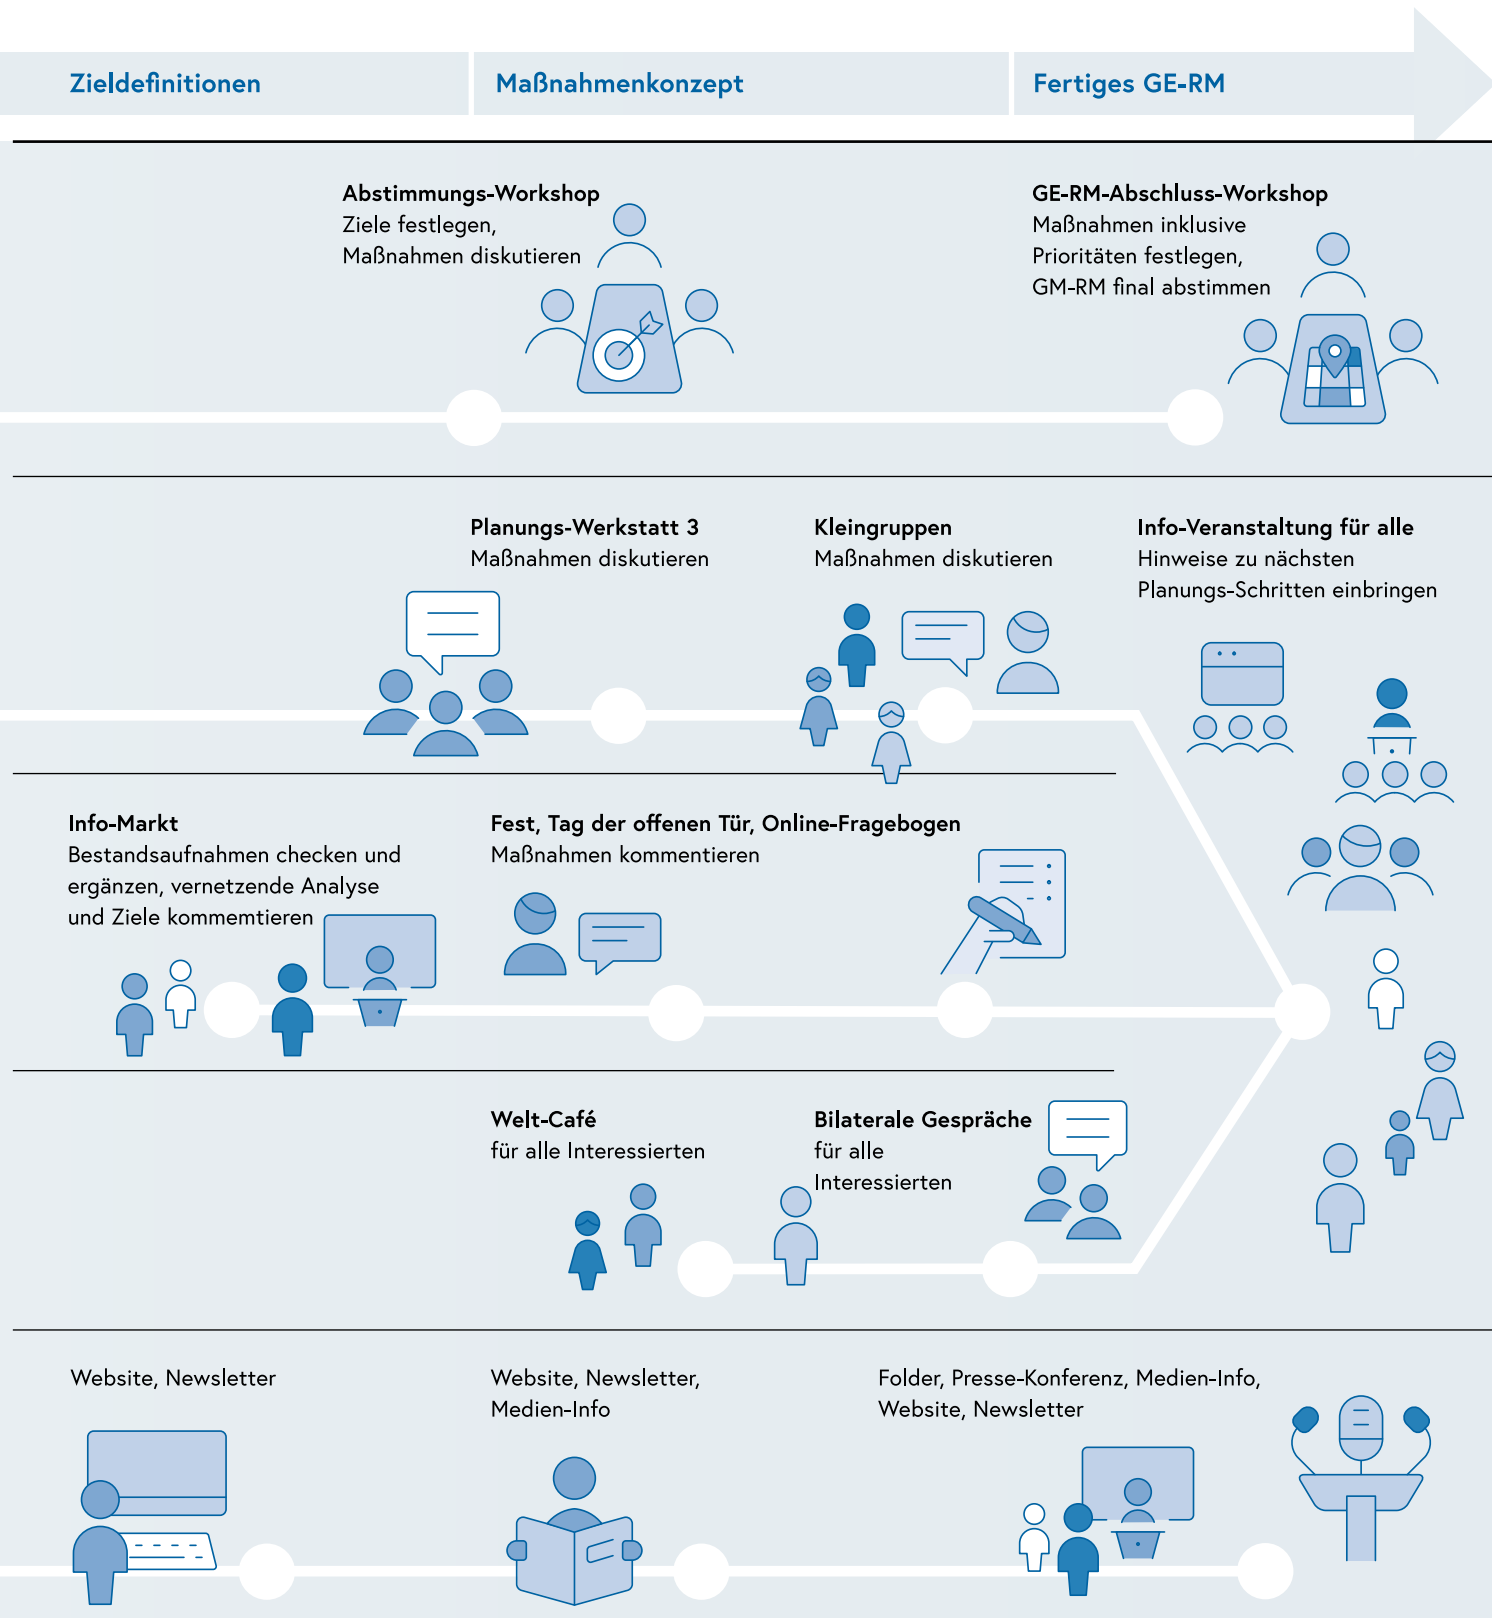 Zieldefinitionen
Maßnahmenkonzept
Fertiges GE-RM
Abstimmungs-Workshop
Ziele festlegen,
Maßnahmen diskutieren
GE-RM-Abschluss-Workshop
Maßnahmen inklusive
Prioritäten festlegen,
GM-RM final abstimmen
Planungs-Werkstatt 3
Maßnahmen diskutieren
Kleingruppen
Maßnahmen diskutieren
Info-Veranstaltung für alle
Hinweise zu nächsten
Planungs-Schritten einbringen
Info-Markt
Bestandsaufnahmen checken und
ergänzen, vernetzende Analyse
und Ziele kommemtieren
Fest, Tag der offenen Tür, Online-Fragebogen
Maßnahmen kommentieren
Welt-Café
für alle Interessierten
Bilaterale Gespräche
für alle
Interessierten
Website, Newsletter
Website, Newsletter,
Medien-Info
Folder, Presse-Konferenz, Medien-Info,
Website, Newsletter